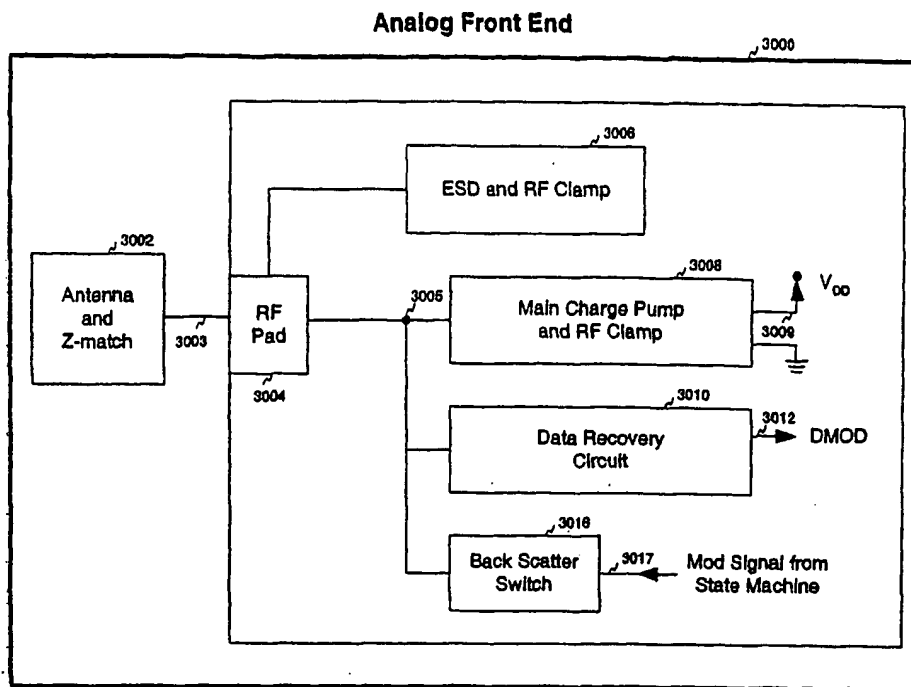 Analog Front End
3000
3006
ESD and RF Clamp
3002
Antenna
and
Z-match
3003
RF
Pad
3004
3005
3008
Main Charge Pump
and RF Clamp
3009
VDD
3010
Data Recovery
Circuit
3012
DMOD
3016
Back Scatter
Switch
3017
Mod Signal from
State Machine